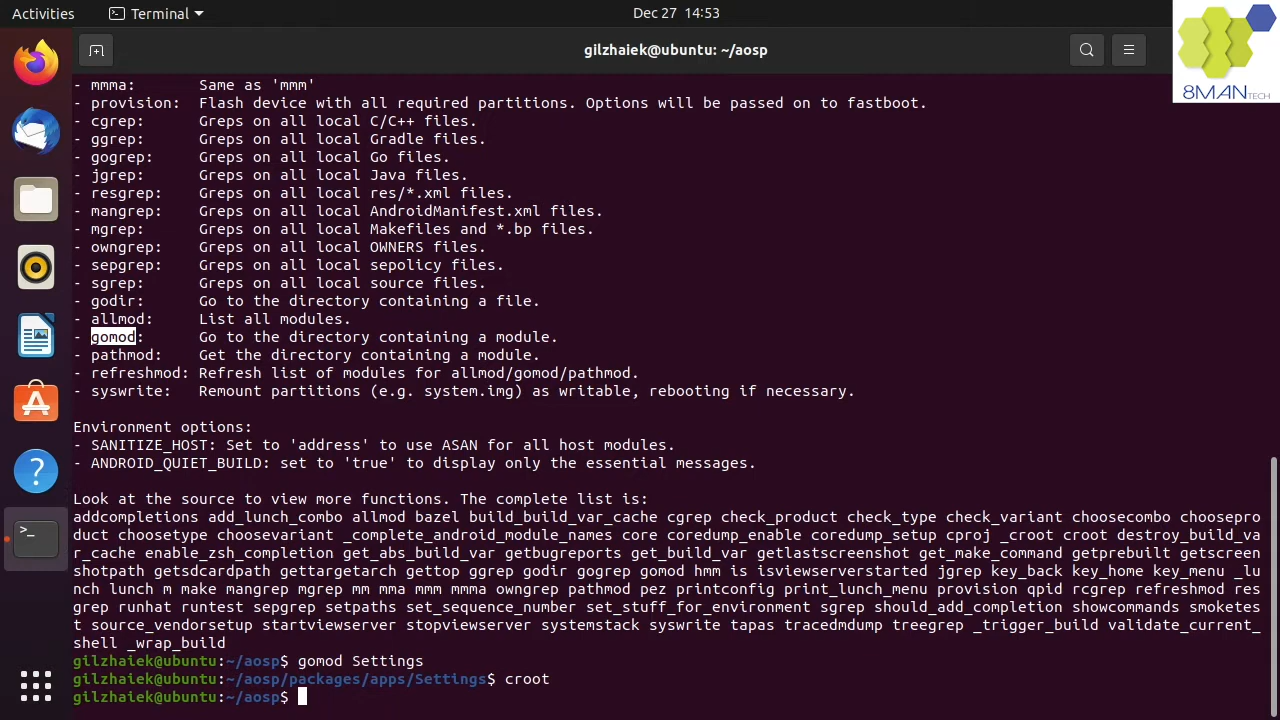 Activities Terminal Dec 27 14:53
gilzhaiek@ubuntu: ~/aosp
8MANTECH
- mmma:       Same as 'mmm'
- provision:  Flash device with all required partitions. Options will be passed on to fastboot.
- cgrep:      Greps on all local C/C++ files.
- ggrep:      Greps on all local Gradle files.
- gogrep:     Greps on all local Go files.
- jgrep:      Greps on all local Java files.
- resgrep:    Greps on all local res/*.xml files.
- mangrep:    Greps on all local AndroidManifest.xml files.
- mgrep:      Greps on all local Makefiles and *.bp files.
- owngrep:    Greps on all local OWNERS files.
- sepgrep:    Greps on all local sepolicy files.
- sgrep:      Greps on all local source files.
- godir:      Go to the directory containing a file.
- allmod:     List all modules.
- gomod:      Go to the directory containing a module.
- pathmod:    Get the directory containing a module.
- refreshmod: Refresh list of modules for allmod/gomod/pathmod.
- syswrite:   Remount partitions (e.g. system.img) as writable, rebooting if necessary.
Environment options:
- SANITIZE_HOST: Set to 'address' to use ASAN for all host modules.
- ANDROID_QUIET_BUILD: set to 'true' to display only the essential messages.
Look at the source to view more functions. The complete list is:
addcompletions add_lunch_combo allmod bazel build_build_var_cache cgrep check_product check_type check_variant choosecombo choosepro
duct choosetype choosevariant _complete_android_module_names core coredump_enable coredump_setup cproj _croot croot destroy_build_va
r_cache enable_zsh_completion get_abs_build_var getbugreports get_build_var getlastscreenshot get_make_command getprebuilt getscreen
shotpath getsdcardpath gettargetarch gettop ggrep godir gogrep gomod hmm is isviewserverstarted jgrep key_back key_home key_menu _lu
nch lunch m make mangrep mgrep mm mma mmm mmma owngrep pathmod pez printconfig print_lunch_menu provision qpid rcgrep refreshmod res
grep runhat runtest sepgrep setpaths set_sequence_number set_stuff_for_environment sgrep should_add_completion showcommands smoketes
t source_vendorsetup startviewserver stopviewserver systemstack syswrite tapas tracedmdump treegrep _trigger_build validate_current_
shell _wrap_build
gilzhaiek@ubuntu:~/aosp$ gomod Settings
gilzhaiek@ubuntu:~/aosp/packages/apps/Settings$ croot
gilzhaiek@ubuntu:~/aosp$